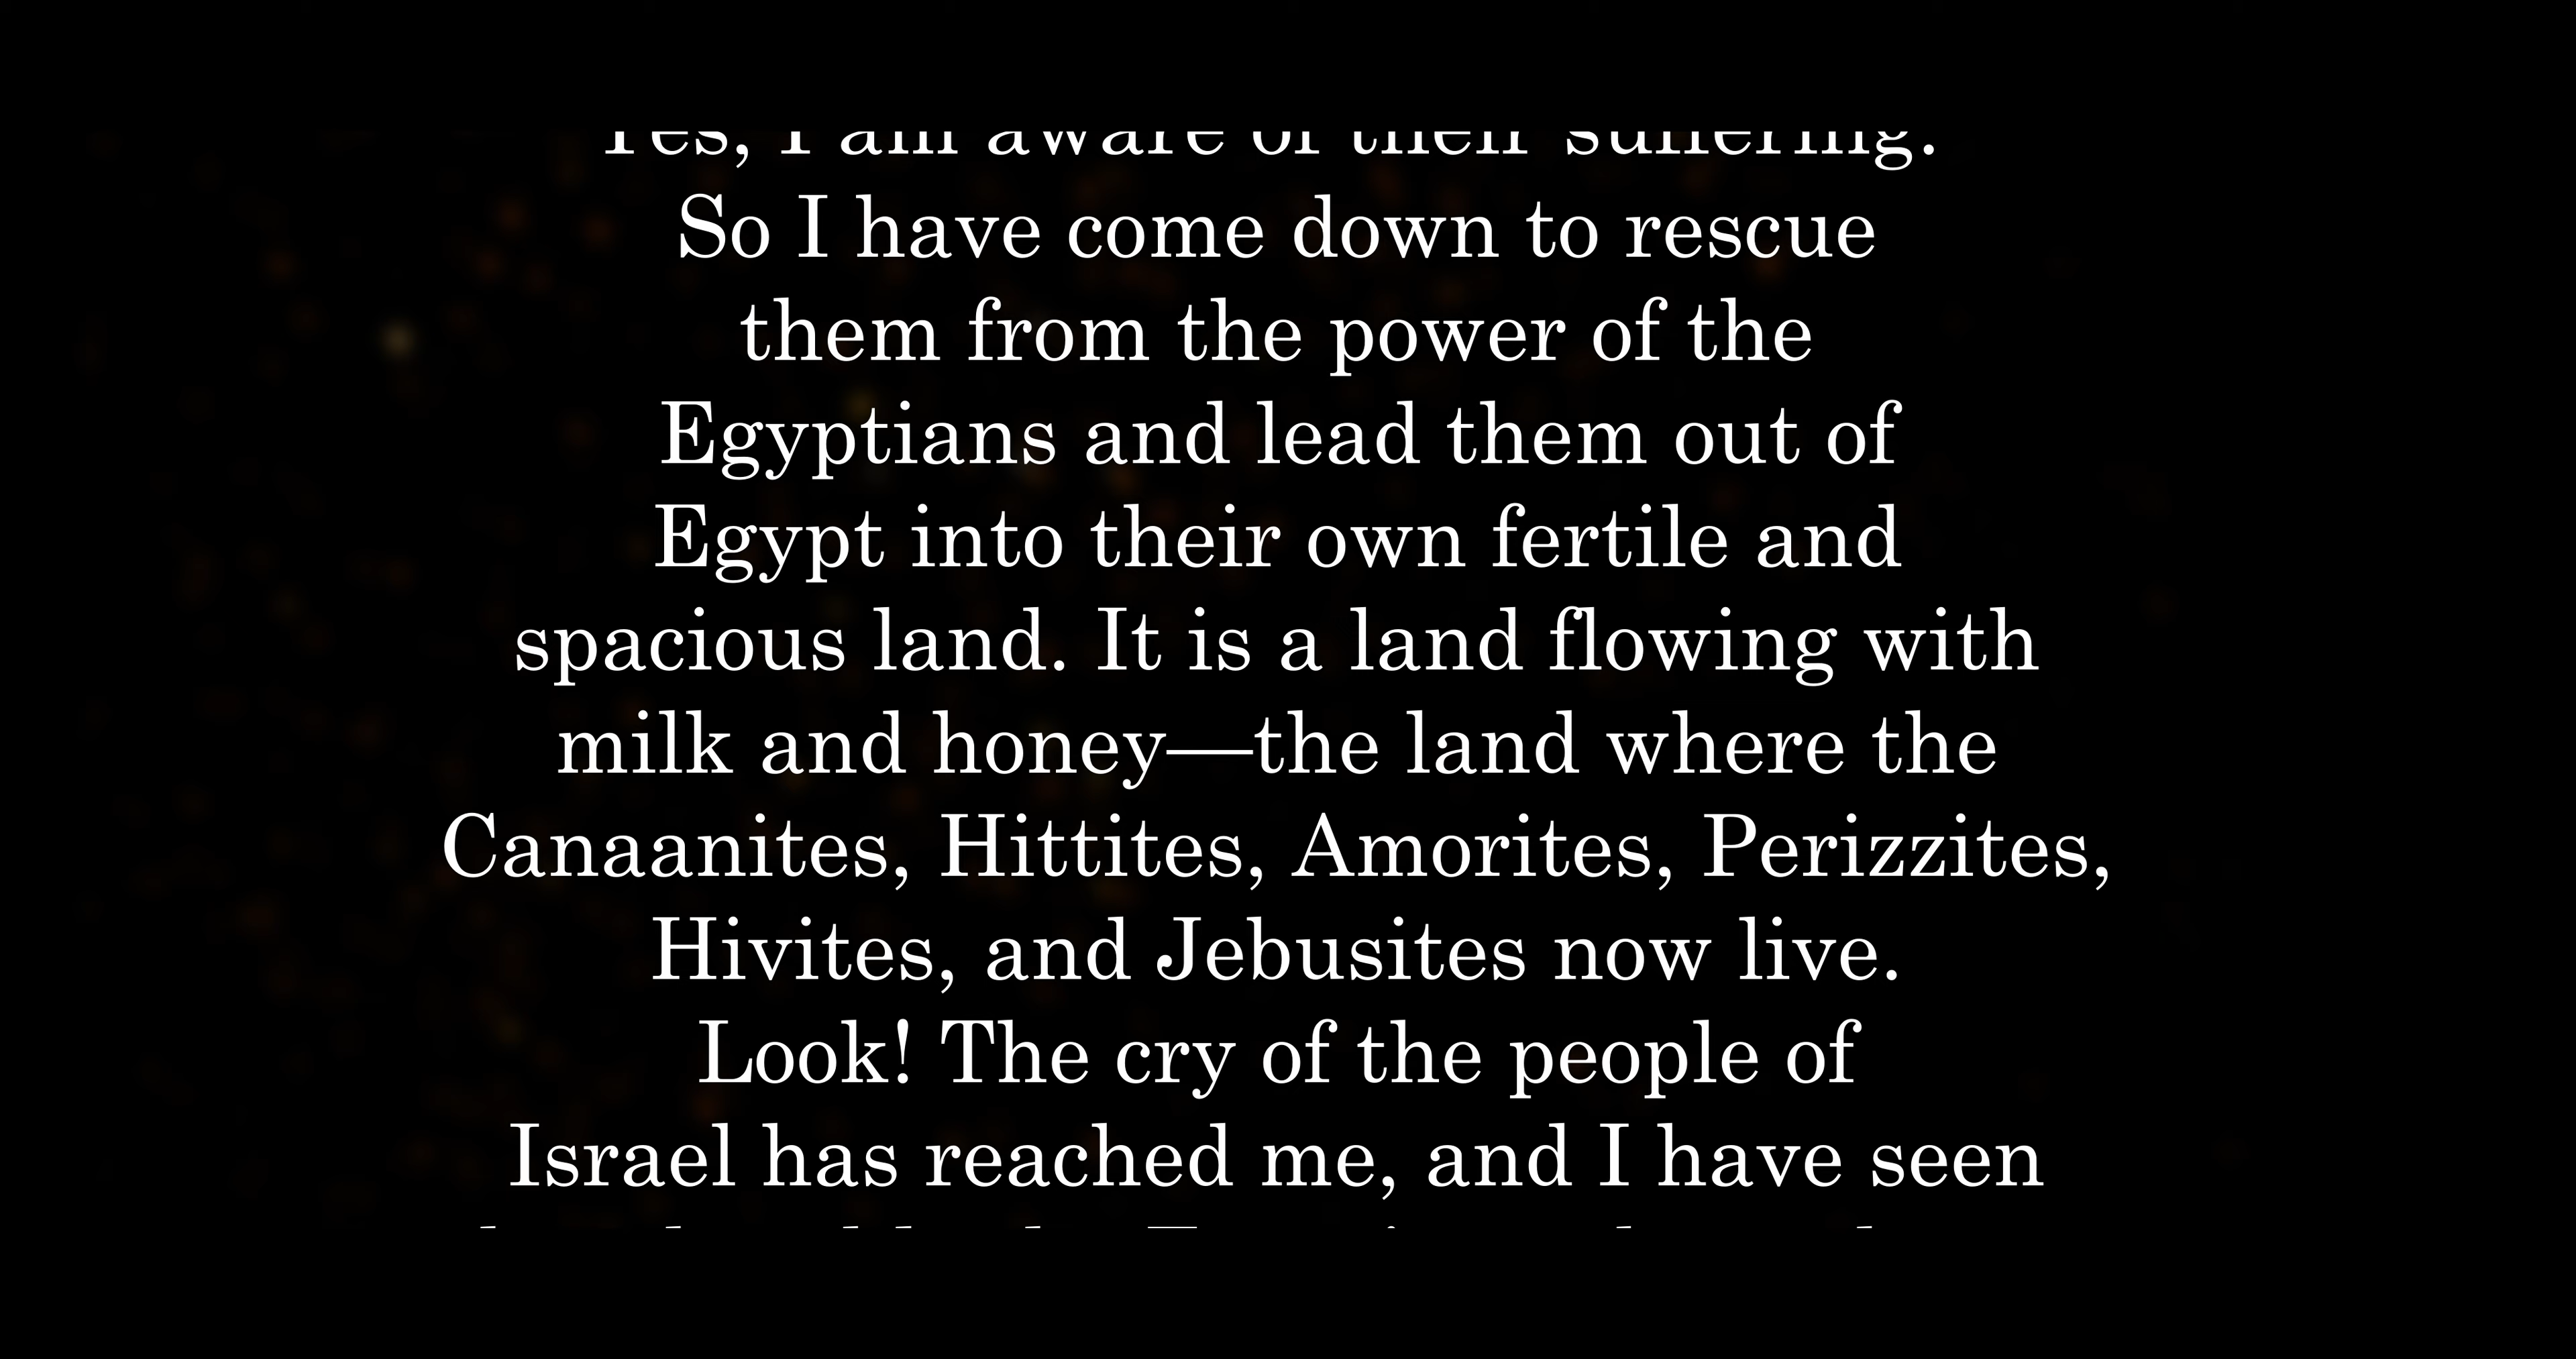 Yes, I am aware of their suffering.
So I have come down to rescue
them from the power of the
Egyptians and lead them out of
Egypt into their own fertile and
spacious land. It is a land flowing with
milk and honey—the land where the
Canaanites, Hittites, Amorites, Perizzites,
Hivites, and Jebusites now live.
Look! The cry of the people of
Israel has reached me, and I have seen